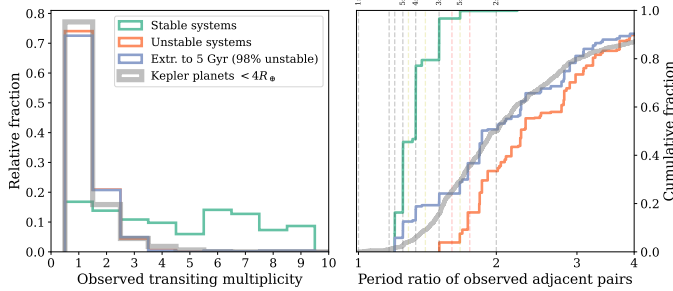 Relative fraction
0.8
0.7
0.6
0.5
0.4
0.3
0.2
0.1
0.0
Stable systems
Unstable systems
Extr. to 5 Gyr (98% unstable)
Kepler planets < 4R⊕
0 1 2 3 4 5 6 7 8 9 10
Observed transiting multiplicity
1.0
0.8
0.6
0.4
0.2
0.0
Cumulative fraction
1 2 3 4
Period ratio of observed adjacent pairs